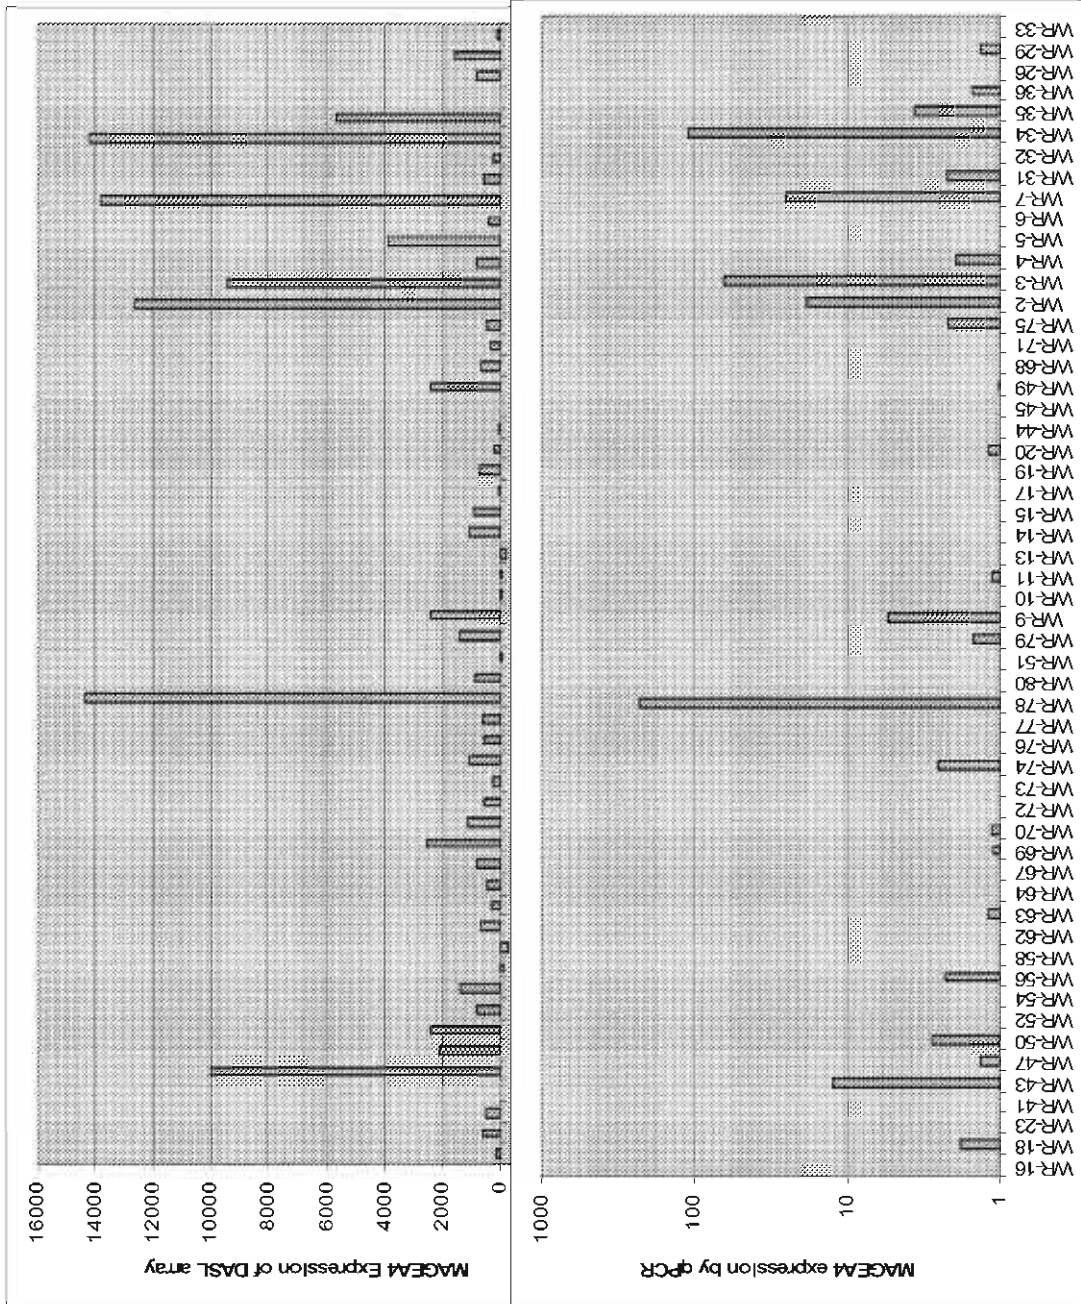 MAGEA4 Expression of DASL array
16000
14000
12000
10000
8000
6000
4000
2000
0
MAGEA4 expression by qPCR
1000
100
10
1
WR-16
WR-18
WR-23
WR-41
WR-43
WR-47
WR-50
WR-52
WR-54
WR-56
WR-58
WR-62
WR-63
WR-64
WR-67
WR-69
WR-70
WR-72
WR-73
WR-74
WR-76
WR-77
WR-78
WR-80
WR-51
WR-79
WR-9
WR-10
WR-11
WR-13
WR-14
WR-15
WR-17
WR-19
WR-20
WR-44
WR-45
WR-49
WR-68
WR-71
WR-75
WR-2
WR-3
WR-4
WR-5
WR-6
WR-7
WR-31
WR-32
WR-34
WR-35
WR-36
WR-26
WR-29
WR-33